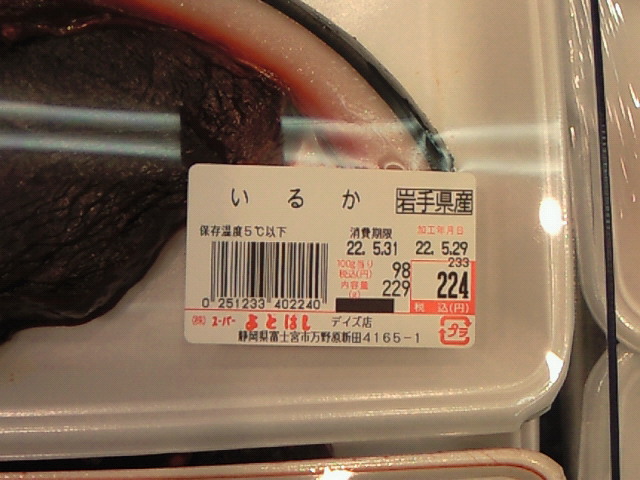 いるか 岩手県産
保存温度5℃以下 消費期限 加工年月日
22. 5.31 22. 5.29
100g当り
税込(円) 98 233
内容量
(g) 229 224
税 込(円)
0 251233 402240
(株) スーパー よどばし デイズ店 プラ
静岡県富士宮市万野原新田4165-1